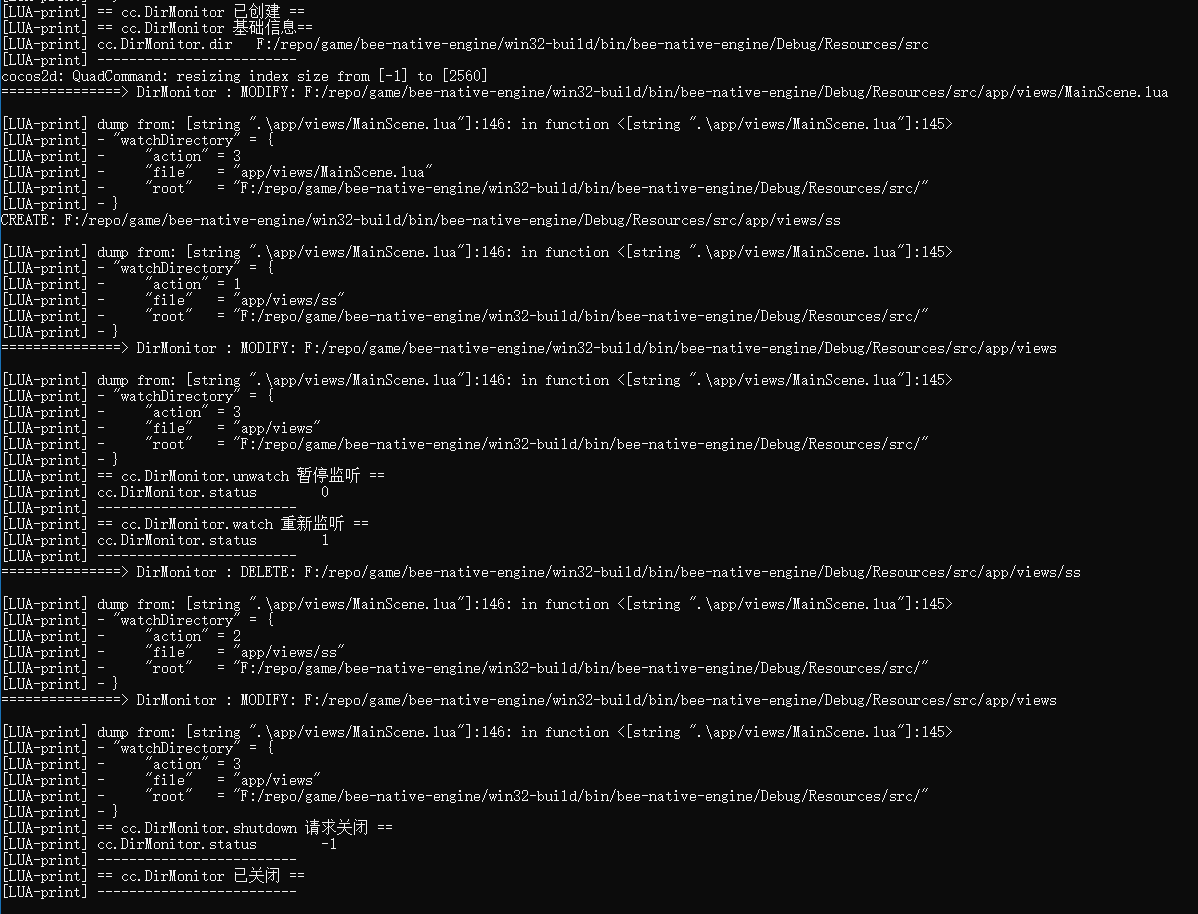 [LUA-print] == cc.DirMonitor 已创建 ==
[LUA-print] == cc.DirMonitor 基础信息==
[LUA-print] cc.DirMonitor.dir   F:/repo/game/bee-native-engine/win32-build/bin/bee-native-engine/Debug/Resources/src
[LUA-print] -------------------------
cocos2d: QuadCommand: resizing index size from [-1] to [2560]
===============> DirMonitor : MODIFY: F:/repo/game/bee-native-engine/win32-build/bin/bee-native-engine/Debug/Resources/src/app/views/MainScene.lua
[LUA-print] dump from: [string ".\app/views/MainScene.lua"]:146: in function <[string ".\app/views/MainScene.lua"]:145>
[LUA-print] - "watchDirectory" = {
[LUA-print] -     "action" = 3
[LUA-print] -     "file"   = "app/views/MainScene.lua"
[LUA-print] -     "root"   = "F:/repo/game/bee-native-engine/win32-build/bin/bee-native-engine/Debug/Resources/src/"
[LUA-print] - }
CREATE: F:/repo/game/bee-native-engine/win32-build/bin/bee-native-engine/Debug/Resources/src/app/views/ss
[LUA-print] dump from: [string ".\app/views/MainScene.lua"]:146: in function <[string ".\app/views/MainScene.lua"]:145>
[LUA-print] - "watchDirectory" = {
[LUA-print] -     "action" = 1
[LUA-print] -     "file"   = "app/views/ss"
[LUA-print] -     "root"   = "F:/repo/game/bee-native-engine/win32-build/bin/bee-native-engine/Debug/Resources/src/"
[LUA-print] - }
===============> DirMonitor : MODIFY: F:/repo/game/bee-native-engine/win32-build/bin/bee-native-engine/Debug/Resources/src/app/views
[LUA-print] dump from: [string ".\app/views/MainScene.lua"]:146: in function <[string ".\app/views/MainScene.lua"]:145>
[LUA-print] - "watchDirectory" = {
[LUA-print] -     "action" = 3
[LUA-print] -     "file"   = "app/views"
[LUA-print] -     "root"   = "F:/repo/game/bee-native-engine/win32-build/bin/bee-native-engine/Debug/Resources/src/"
[LUA-print] - }
[LUA-print] == cc.DirMonitor.unwatch 暂停监听 ==
[LUA-print] cc.DirMonitor.status        0
[LUA-print] -------------------------
[LUA-print] == cc.DirMonitor.watch 重新监听 ==
[LUA-print] cc.DirMonitor.status        1
[LUA-print] -------------------------
===============> DirMonitor : DELETE: F:/repo/game/bee-native-engine/win32-build/bin/bee-native-engine/Debug/Resources/src/app/views/ss
[LUA-print] dump from: [string ".\app/views/MainScene.lua"]:146: in function <[string ".\app/views/MainScene.lua"]:145>
[LUA-print] - "watchDirectory" = {
[LUA-print] -     "action" = 2
[LUA-print] -     "file"   = "app/views/ss"
[LUA-print] -     "root"   = "F:/repo/game/bee-native-engine/win32-build/bin/bee-native-engine/Debug/Resources/src/"
[LUA-print] - }
===============> DirMonitor : MODIFY: F:/repo/game/bee-native-engine/win32-build/bin/bee-native-engine/Debug/Resources/src/app/views
[LUA-print] dump from: [string ".\app/views/MainScene.lua"]:146: in function <[string ".\app/views/MainScene.lua"]:145>
[LUA-print] - "watchDirectory" = {
[LUA-print] -     "action" = 3
[LUA-print] -     "file"   = "app/views"
[LUA-print] -     "root"   = "F:/repo/game/bee-native-engine/win32-build/bin/bee-native-engine/Debug/Resources/src/"
[LUA-print] - }
[LUA-print] == cc.DirMonitor.shutdown 请求关闭 ==
[LUA-print] cc.DirMonitor.status        -1
[LUA-print] -------------------------
[LUA-print] == cc.DirMonitor 已关闭 ==
[LUA-print] -------------------------